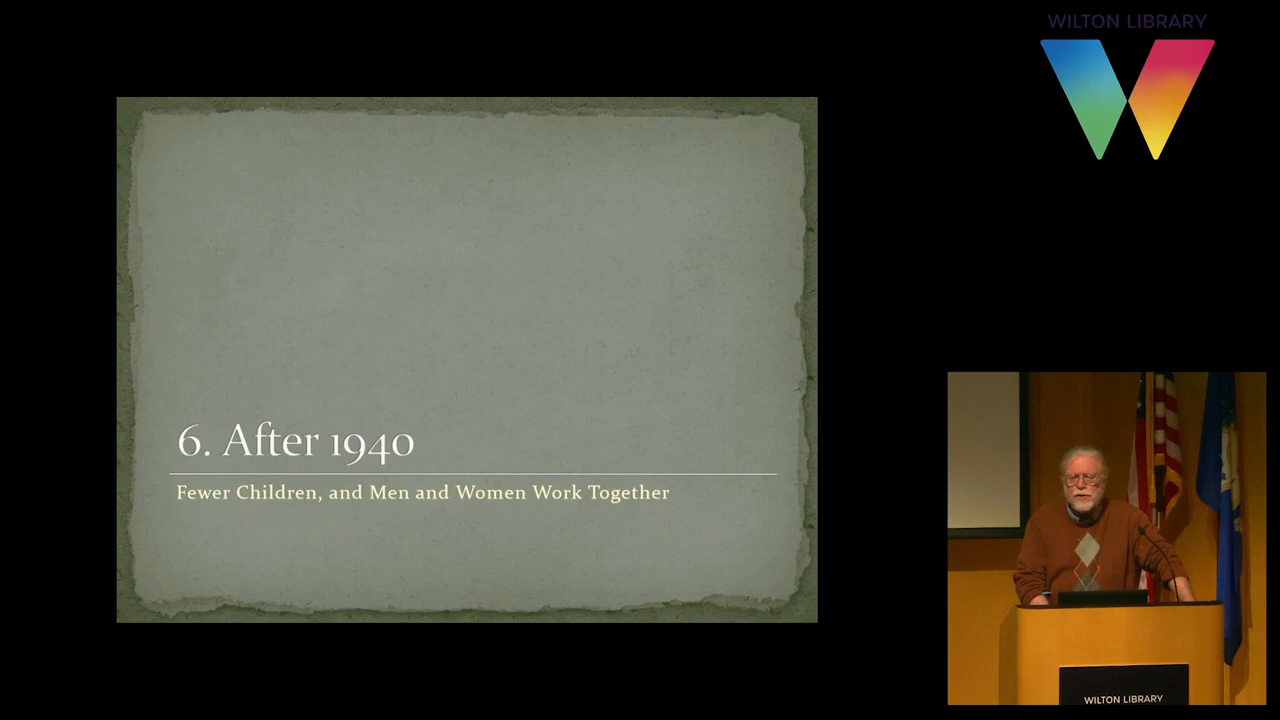 WILTON LIBRARY
6. After 1940
Fewer Children, and Men and Women Work Together
WILTON LIBRARY